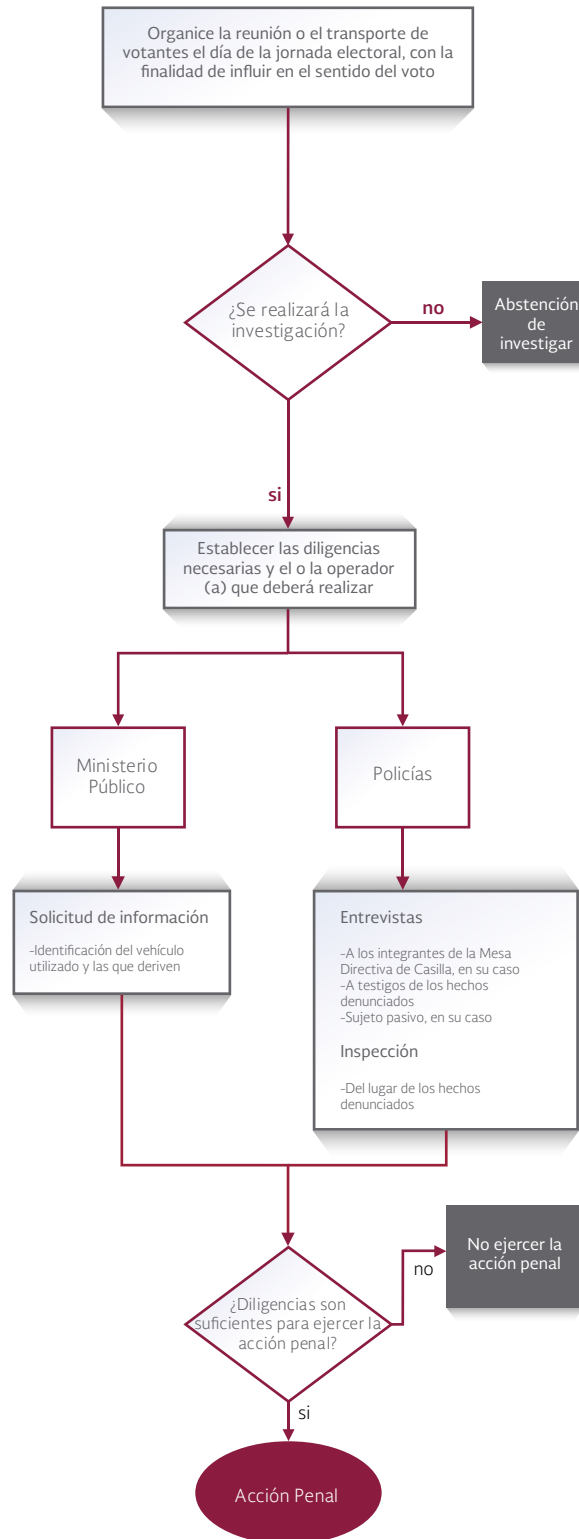 Organice la reunión o el transporte de
votantes el día de la jornada electoral, con la
finalidad de influir en el sentido del voto
¿Se realizará la
investigación?
no
Abstención
de
investigar
si
Establecer las diligencias
necesarias y el o la operador
(a) que deberá realizar
Ministerio
Público
Policías
Solicitud de información
-Identificación del vehículo
utilizado y las que deriven
Entrevistas
-A los integrantes de la Mesa
Directiva de Casilla, en su caso
-A testigos de los hechos
denunciados
-Sujeto pasivo, en su caso
Inspección
-Del lugar de los hechos
denunciados
¿Diligencias son
suficientes para ejercer la
acción penal?
no
No ejercer la
acción penal
si
Acción Penal